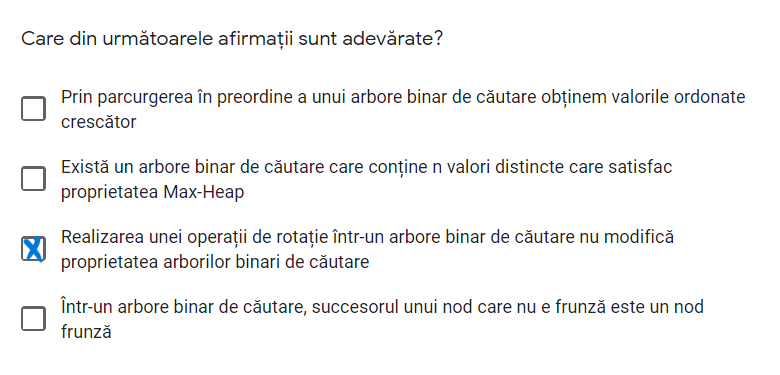 Care din următoarele afirmații sunt adevărate?
Prin parcurgerea în preordine a unui arbore binar de căutare obținem valorile ordonate
crescător
Există un arbore binar de căutare care conține n valori distincte care satisfac
proprietatea Max-Heap
Realizarea unei operații de rotație într-un arbore binar de căutare nu modifică
proprietatea arborilor binari de căutare
Într-un arbore binar de căutare, succesorul unui nod care nu e frunză este un nod
frunză